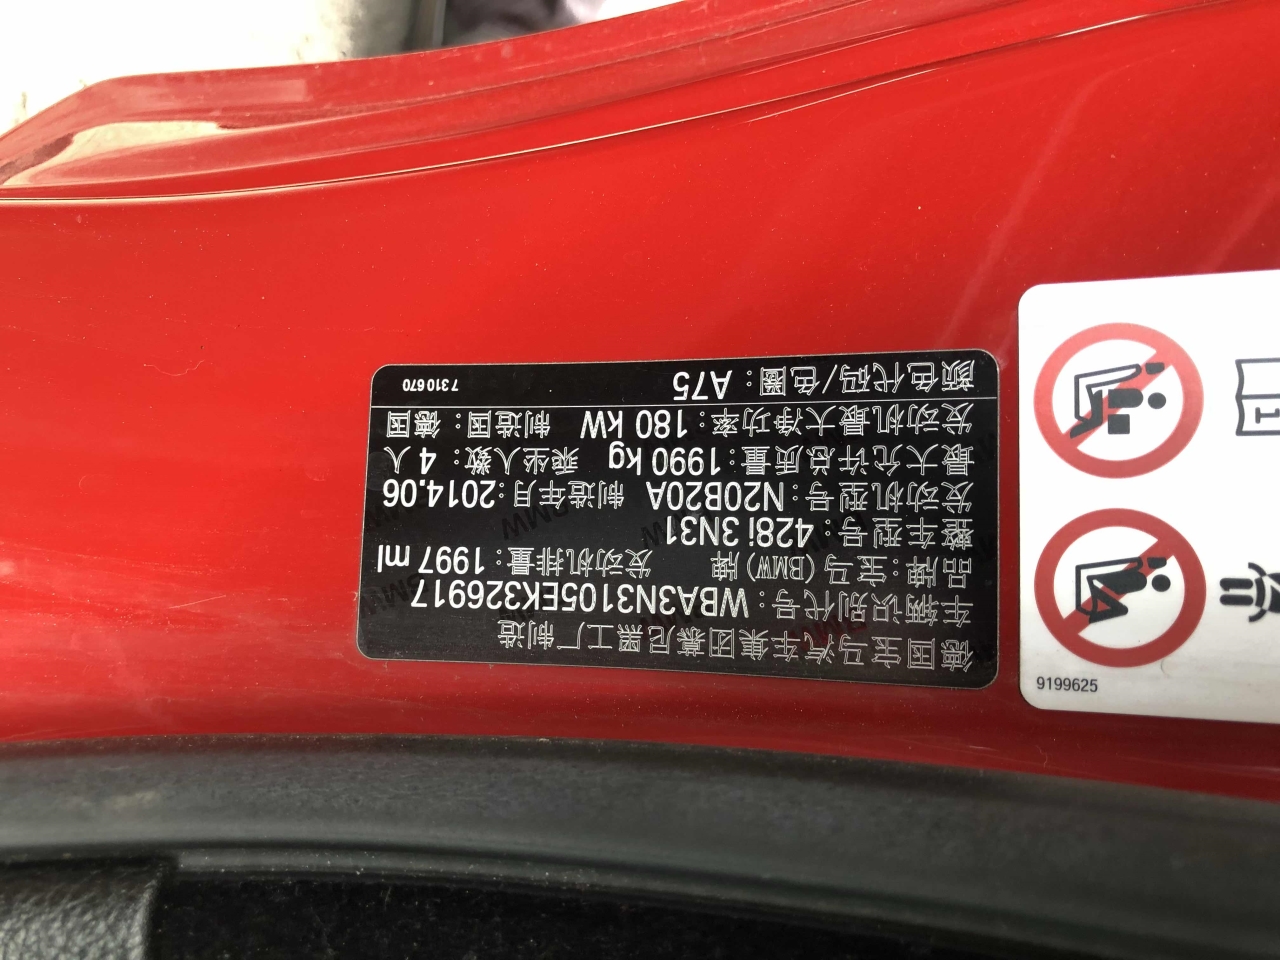 德国宝马汽车集团慕尼黑工厂制造
车辆识别代号：WBA3N3105EK326917
品牌：宝马 (BMW) 牌 发动机排量：1997 ml
整车型号：428i 3N31
发动机型号：N20B20A 制造年月：2014.06
最大允许总质量：1990 kg 乘坐人数：4 人
发动机最大净功率：180 kW 制造国：德国
颜色代码/色圈：A75 7 310 670
9199625